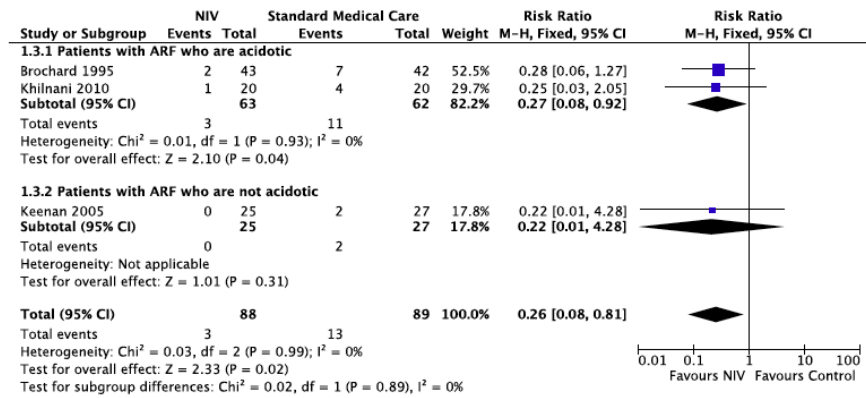 NIV Standard Medical Care Risk Ratio Risk Ratio
Study or Subgroup Events Total Events Total Weight M-H, Fixed, 95% CI M-H, Fixed, 95% CI
1.3.1 Patients with ARF who are acidotic
Brochard 1995 2 43 7 42 52.5% 0.28 [0.06, 1.27]
Khilnani 2010 1 20 4 20 29.7% 0.25 [0.03, 2.05]
Subtotal (95% CI) 63 62 82.2% 0.27 [0.08, 0.92]
Total events 3 11
Heterogeneity: Chi² = 0.01, df = 1 (P = 0.93); I² = 0%
Test for overall effect: Z = 2.10 (P = 0.04)
1.3.2 Patients with ARF who are not acidotic
Keenan 2005 0 25 2 27 17.8% 0.22 [0.01, 4.28]
Subtotal (95% CI) 25 27 17.8% 0.22 [0.01, 4.28]
Total events 0 2
Heterogeneity: Not applicable
Test for overall effect: Z = 1.01 (P = 0.31)
Total (95% CI) 88 89 100.0% 0.26 [0.08, 0.81]
Total events 3 13
Heterogeneity: Chi² = 0.03, df = 2 (P = 0.99); I² = 0%
Test for overall effect: Z = 2.33 (P = 0.02)
Test for subgroup differences: Chi² = 0.02, df = 1 (P = 0.89), I² = 0%
0.01 0.1 1 10 100
Favours NIV Favours Control